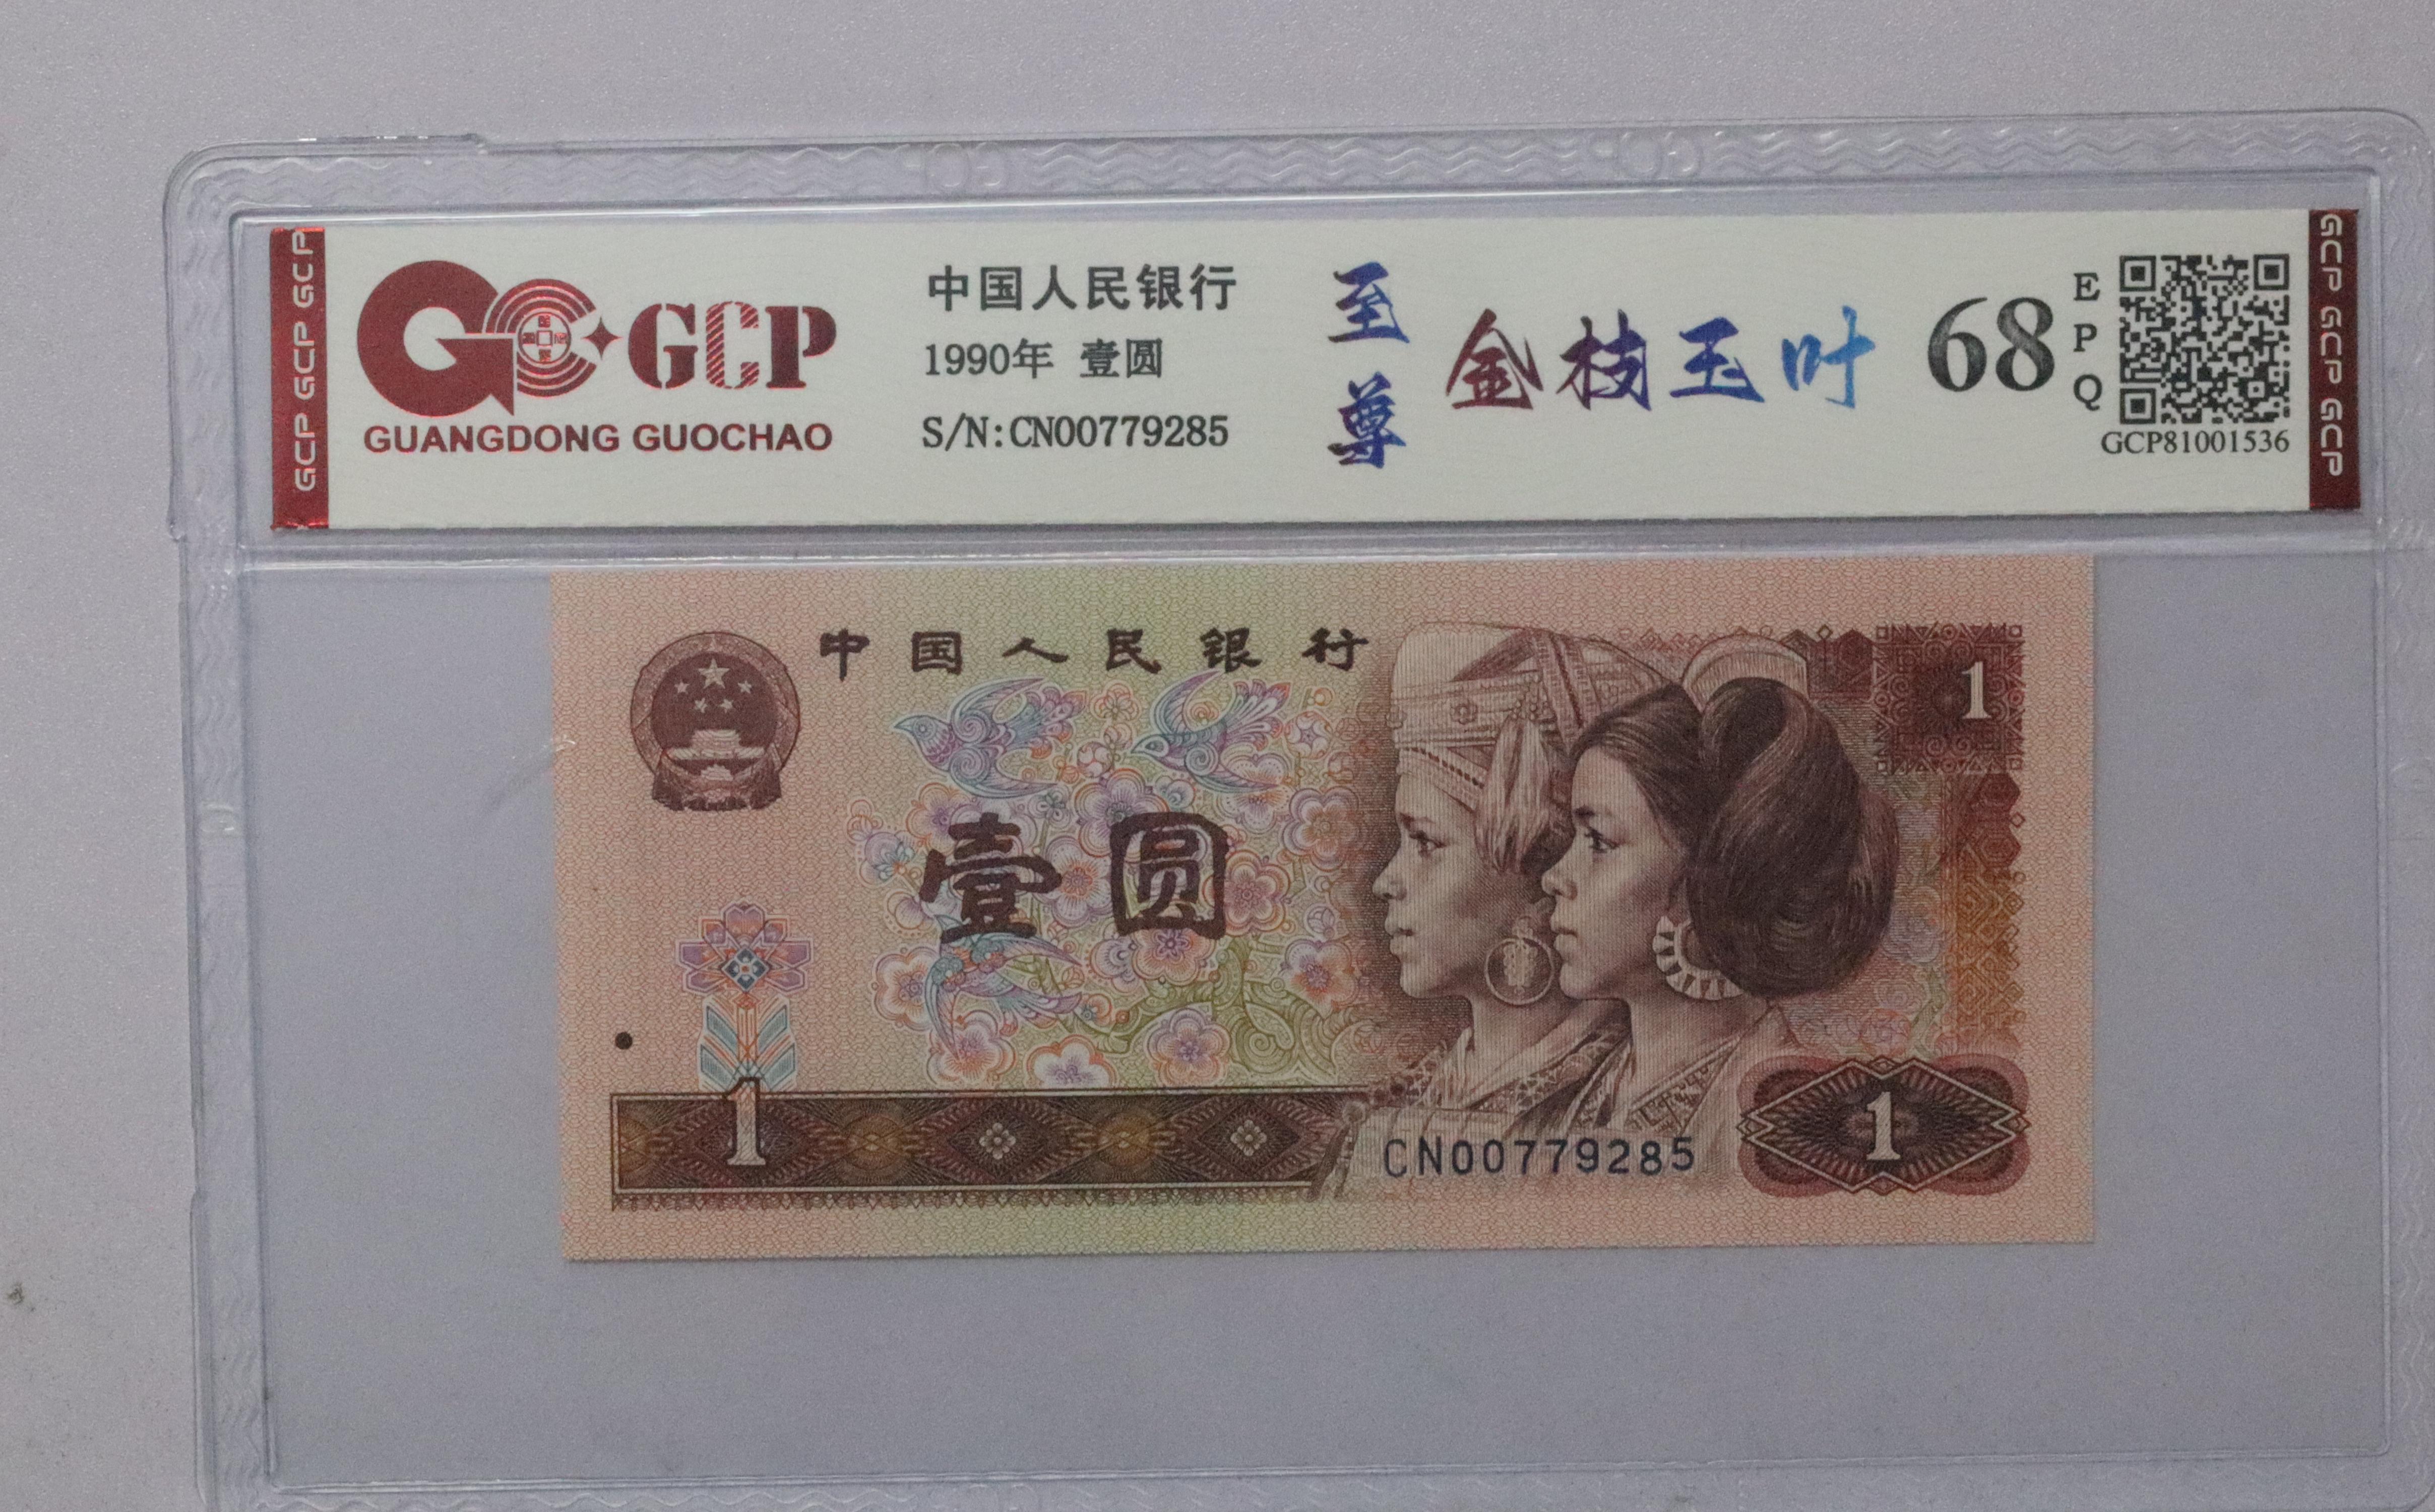 GCP GCP GCP
GCP
GUANGDONG GUOCHAO
中国人民银行
1990年 壹圆
S/N:CN00779285
至尊
金枝玉叶
68
EPQ
GCP81001536
GCP GCP GCP
中国人民银行
1
壹圆
1
1
CN00779285